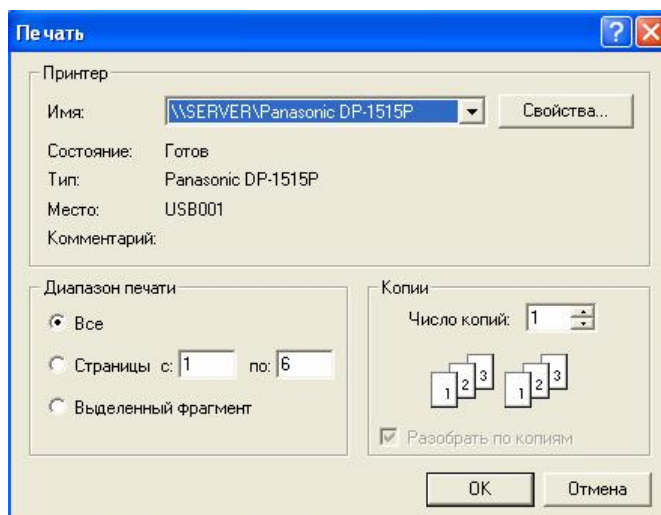 Печать
Принтер
Имя: \\SERVER\Panasonic DP-1515P Свойства...
Состояние: Готов
Тип: Panasonic DP-1515P
Место: USB001
Комментарий:
Диапазон печати
Все
Страницы с: 1 по: 6
Выделенный фрагмент
Копии
Число копий: 1
1 2 3 1 2 3
Разобрать по копиям
OK Отмена